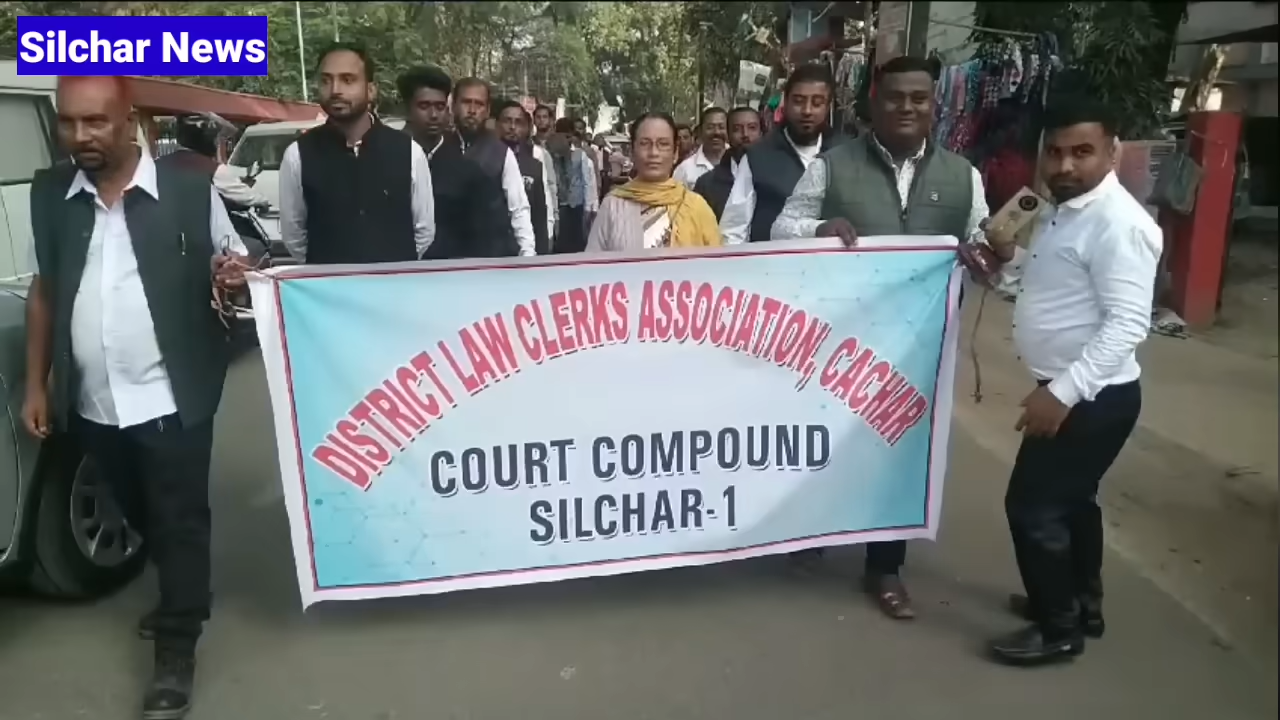 Silchar News
DISTRICT LAW CLERKS ASSOCIATION, CACHAR
COURT COMPOUND
SILCHAR-1